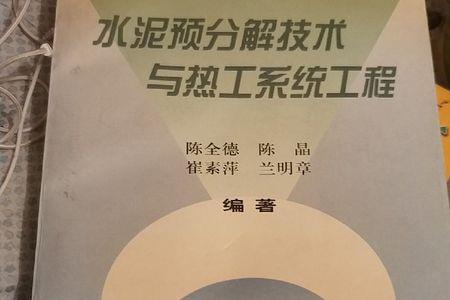 水泥预分解技术
与热工系统工程
陈全德 陈晶
崔素萍 兰明章
编著